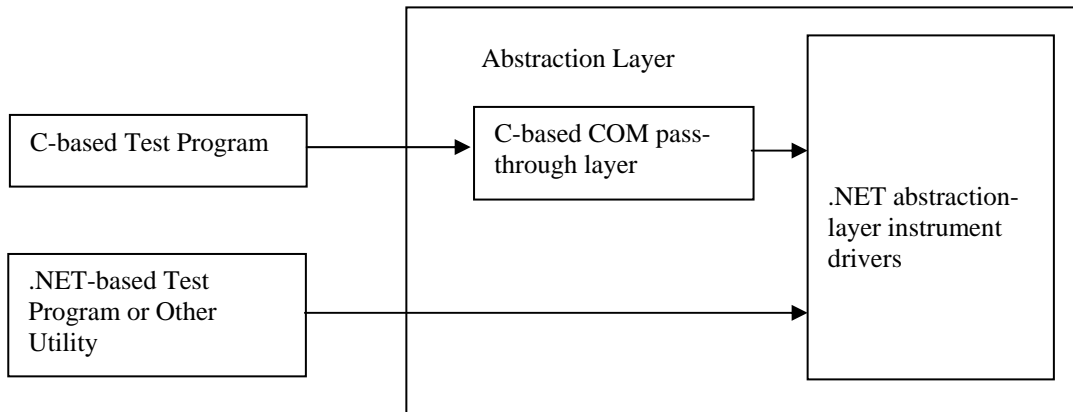 Abstraction Layer
C-based Test Program
C-based COM pass-
through layer
.NET abstraction-
layer instrument
drivers
.NET-based Test
Program or Other
Utility